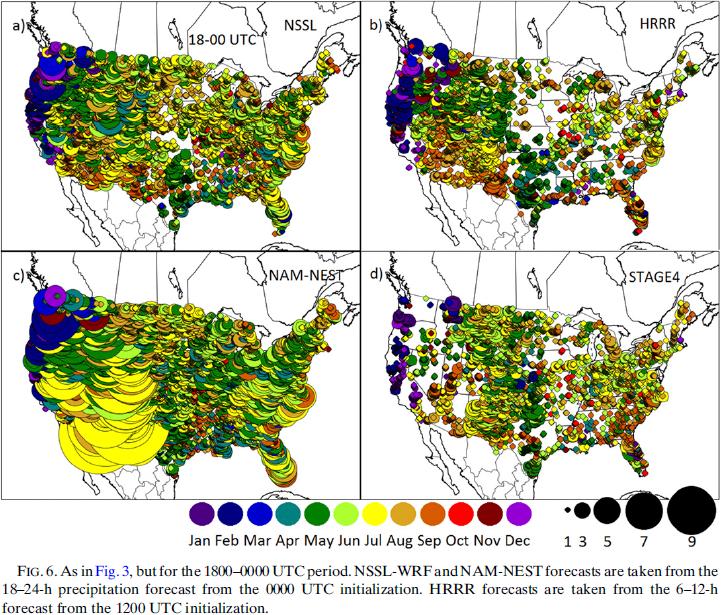 a) 18-00 UTC NSSL
b) HRRR
c) NAM-NEST
d) STAGE4
Jan Feb Mar Apr May Jun Jul Aug Sep Oct Nov Dec 1 3 5 7 9
FIG. 6. As in Fig. 3, but for the 1800–0000 UTC period. NSSL-WRF and NAM-NEST forecasts are taken from the
18–24-h precipitation forecast from the 0000 UTC initialization. HRRR forecasts are taken from the 6–12-h
forecast from the 1200 UTC initialization.